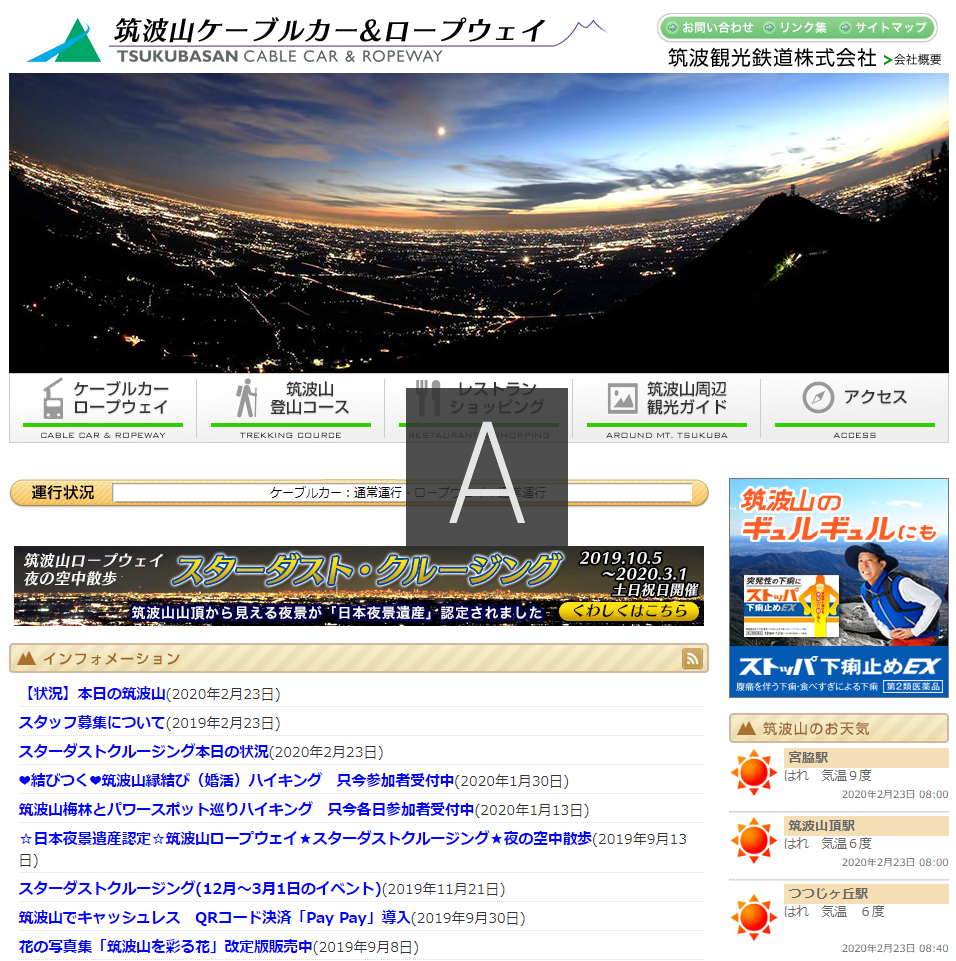 筑波山ケーブルカー&ロープウェイ
TSUKUBASAN CABLE CAR & ROPEWAY
お問い合わせ リンク集 サイトマップ
筑波観光鉄道株式会社 会社概要
ケーブルカー
ロープウェイ
CABLE CAR & ROPEWAY
筑波山
登山コース
TREKKING COURCE
レストラン
ショッピング
RESTAURANT SHOPPING
筑波山周辺
観光ガイド
AROUND MT. TSUKUBA
アクセス
ACCESS
A
運行状況
ケーブルカー:通常運行・ロープウェイ:通常運行
筑波山ロープウェイ
夜の空中散歩
スターダスト・クルージング
2019.10.5
~2020.3.1
土日祝日開催
筑波山山頂から見える夜景が「日本夜景遺産」認定されました
くわしくはこちら
インフォメーション
【状況】本日の筑波山(2020年2月23日)
スタッフ募集について(2019年2月23日)
スターダストクルージング本日の状況(2020年2月23日)
❤結びつく❤筑波山縁結び(婚活)ハイキング 只今参加者受付中(2020年1月30日)
筑波山梅林とパワースポット巡りハイキング 只今各日参加者受付中(2020年1月13日)
☆日本夜景遺産認定☆筑波山ロープウェイ★スターダストクルージング★夜の空中散歩(2019年9月13
日)
スターダストクルージング(12月~3月1日のイベント)(2019年11月21日)
筑波山でキャッシュレス QRコード決済「Pay Pay」導入(2019年9月30日)
花の写真集「筑波山を彩る花」改定版販売中(2019年9月8日)
筑波山の
ギュルギュルにも
突発性の下痢に
ストッパ
下痢止めEX
ストッパ下痢止めEX
腹痛を伴う下痢・食べすぎによる下痢 第2類医薬品
筑波山のお天気
宮脇駅
はれ 気温9度
2020年2月23日 08:00
筑波山頂駅
はれ 気温6度
2020年2月23日 08:00
つつじヶ丘駅
はれ 気温 6度
2020年2月23日 08:40